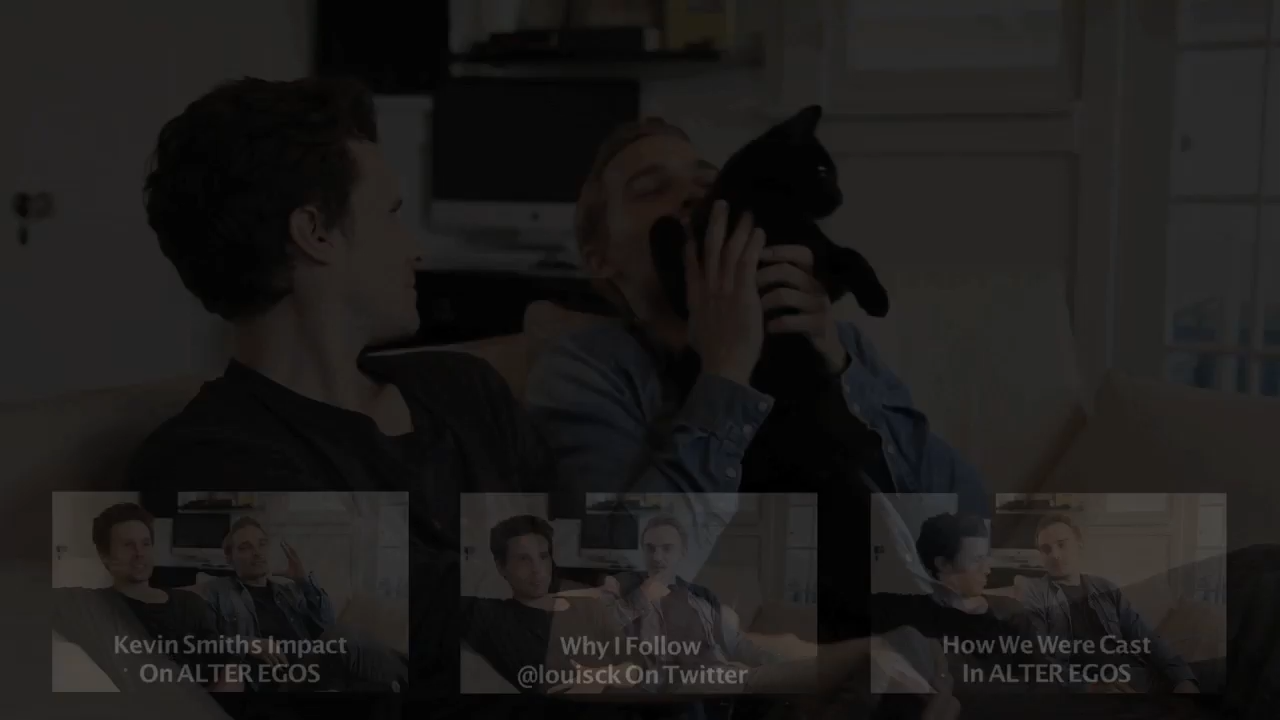 Kevin Smiths Impact
On ALTER EGOS
Why I Follow
@louisck On Twitter
How We Were Cast
In ALTER EGOS